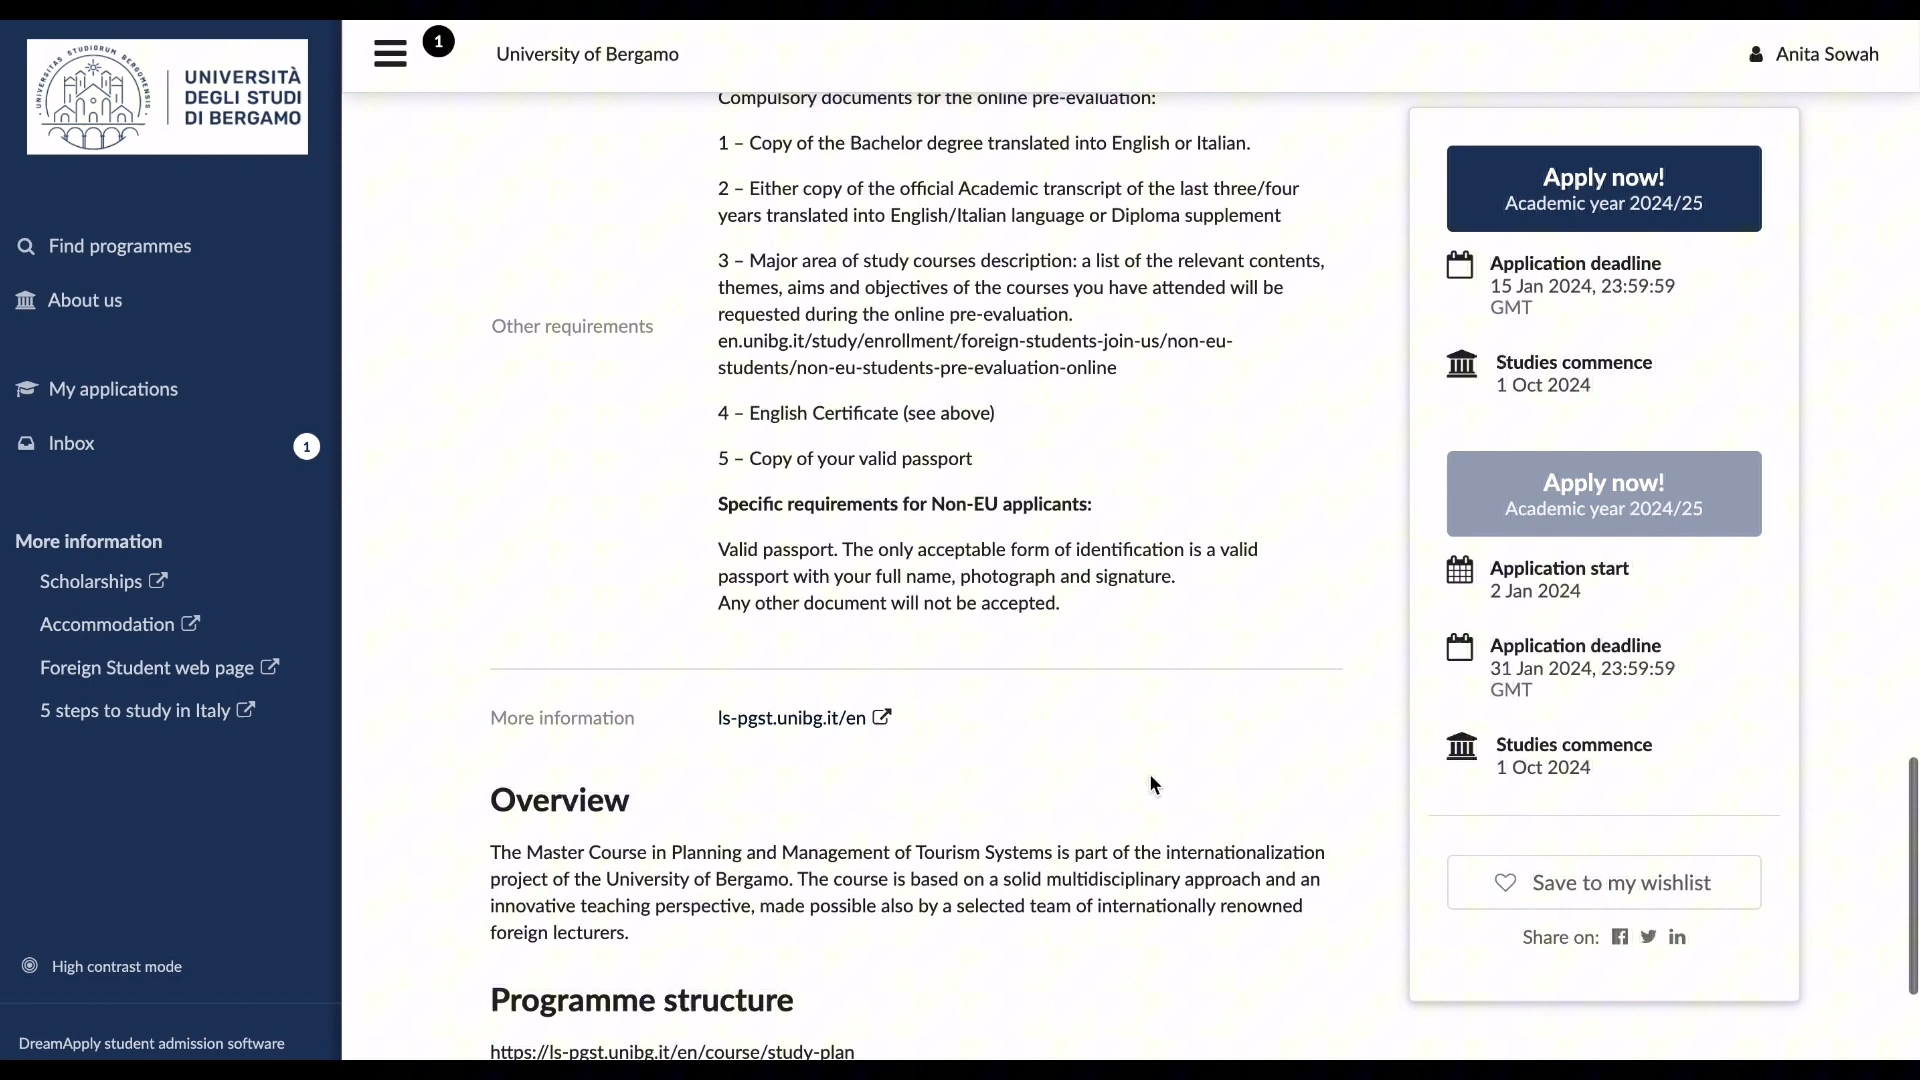 STUDIORUM
UNIVERSITÀ
DEGLI STUDI
DI BERGAMO
Find programmes
About us
My applications
Inbox
1
More information
Scholarships
Accommodation
Foreign Student web page
5 steps to study in Italy
High contrast mode
DreamApply student admission software
1
University of Bergamo
Anita Sowah
Compulsory documents for the online pre-evaluation:
1 – Copy of the Bachelor degree translated into English or Italian.
2 – Either copy of the official Academic transcript of the last three/four
years translated into English/Italian language or Diploma supplement
Other requirements
3 – Major area of study courses description: a list of the relevant contents,
themes, aims and objectives of the courses you have attended will be
requested during the online pre-evaluation.
en.unibg.it/study/enrollment/foreign-students-join-us/non-eu-
students/non-eu-students-pre-evaluation-online
4 – English Certificate (see above)
5 – Copy of your valid passport
Specific requirements for Non-EU applicants:
Valid passport. The only acceptable form of identification is a valid
passport with your full name, photograph and signature.
Any other document will not be accepted.
More information
ls-pgst.unibg.it/en
Overview
The Master Course in Planning and Management of Tourism Systems is part of the internationalization
project of the University of Bergamo. The course is based on a solid multidisciplinary approach and an
innovative teaching perspective, made possible also by a selected team of internationally renowned
foreign lecturers.
Programme structure
https://ls-pgst.unibg.it/en/course/study-plan
Apply now!
Academic year 2024/25
Application deadline
15 Jan 2024, 23:59:59
GMT
Studies commence
1 Oct 2024
Apply now!
Academic year 2024/25
Application start
2 Jan 2024
Application deadline
31 Jan 2024, 23:59:59
GMT
Studies commence
1 Oct 2024
Save to my wishlist
Share on: